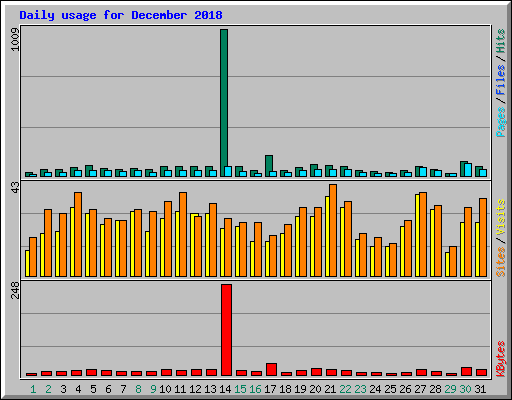 Daily usage for December 2018
1009
Pages / Files / Hits
43
Sites / Visits
248
KBytes
1 2 3 4 5 6 7 8 9 10 11 12 13 14 15 16 17 18 19 20 21 22 23 24 25 26 27 28 29 30 31